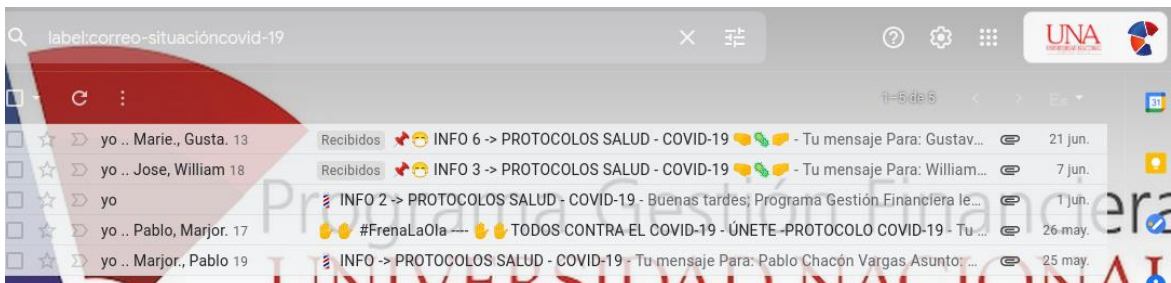 label:correo-situacióncovid-19
UNA
UNIVERSIDAD NACIONAL
1–5 de 5
Es
31
yo .. Marie., Gusta. 13 Recibidos 📌😷 INFO 6 -> PROTOCOLOS SALUD - COVID-19 🤜🦠🤛 - Tu mensaje Para: Gustav... 21 jun.
yo .. Jose, William 18 Recibidos 📌😷 INFO 3 -> PROTOCOLOS SALUD - COVID-19 🤜🦠🤛 - Tu mensaje Para: William... 7 jun.
yo 💈 INFO 2 -> PROTOCOLOS SALUD - COVID-19 - Buenas tardes; Programa Gestión Financiera le... 1 jun.
yo .. Pablo, Marjor. 17 ✋✋ #FrenaLaOla ---- ✋✋ TODOS CONTRA EL COVID-19 - ÚNETE -PROTOCOLO COVID-19 - Tu ... 26 may.
yo .. Marjor., Pablo 19 💈 INFO -> PROTOCOLOS SALUD - COVID-19 - Tu mensaje Para: Pablo Chacón Vargas Asunto: ... 25 may.
Programa Gestión Financiera
UNIVERSIDAD NACIONAL